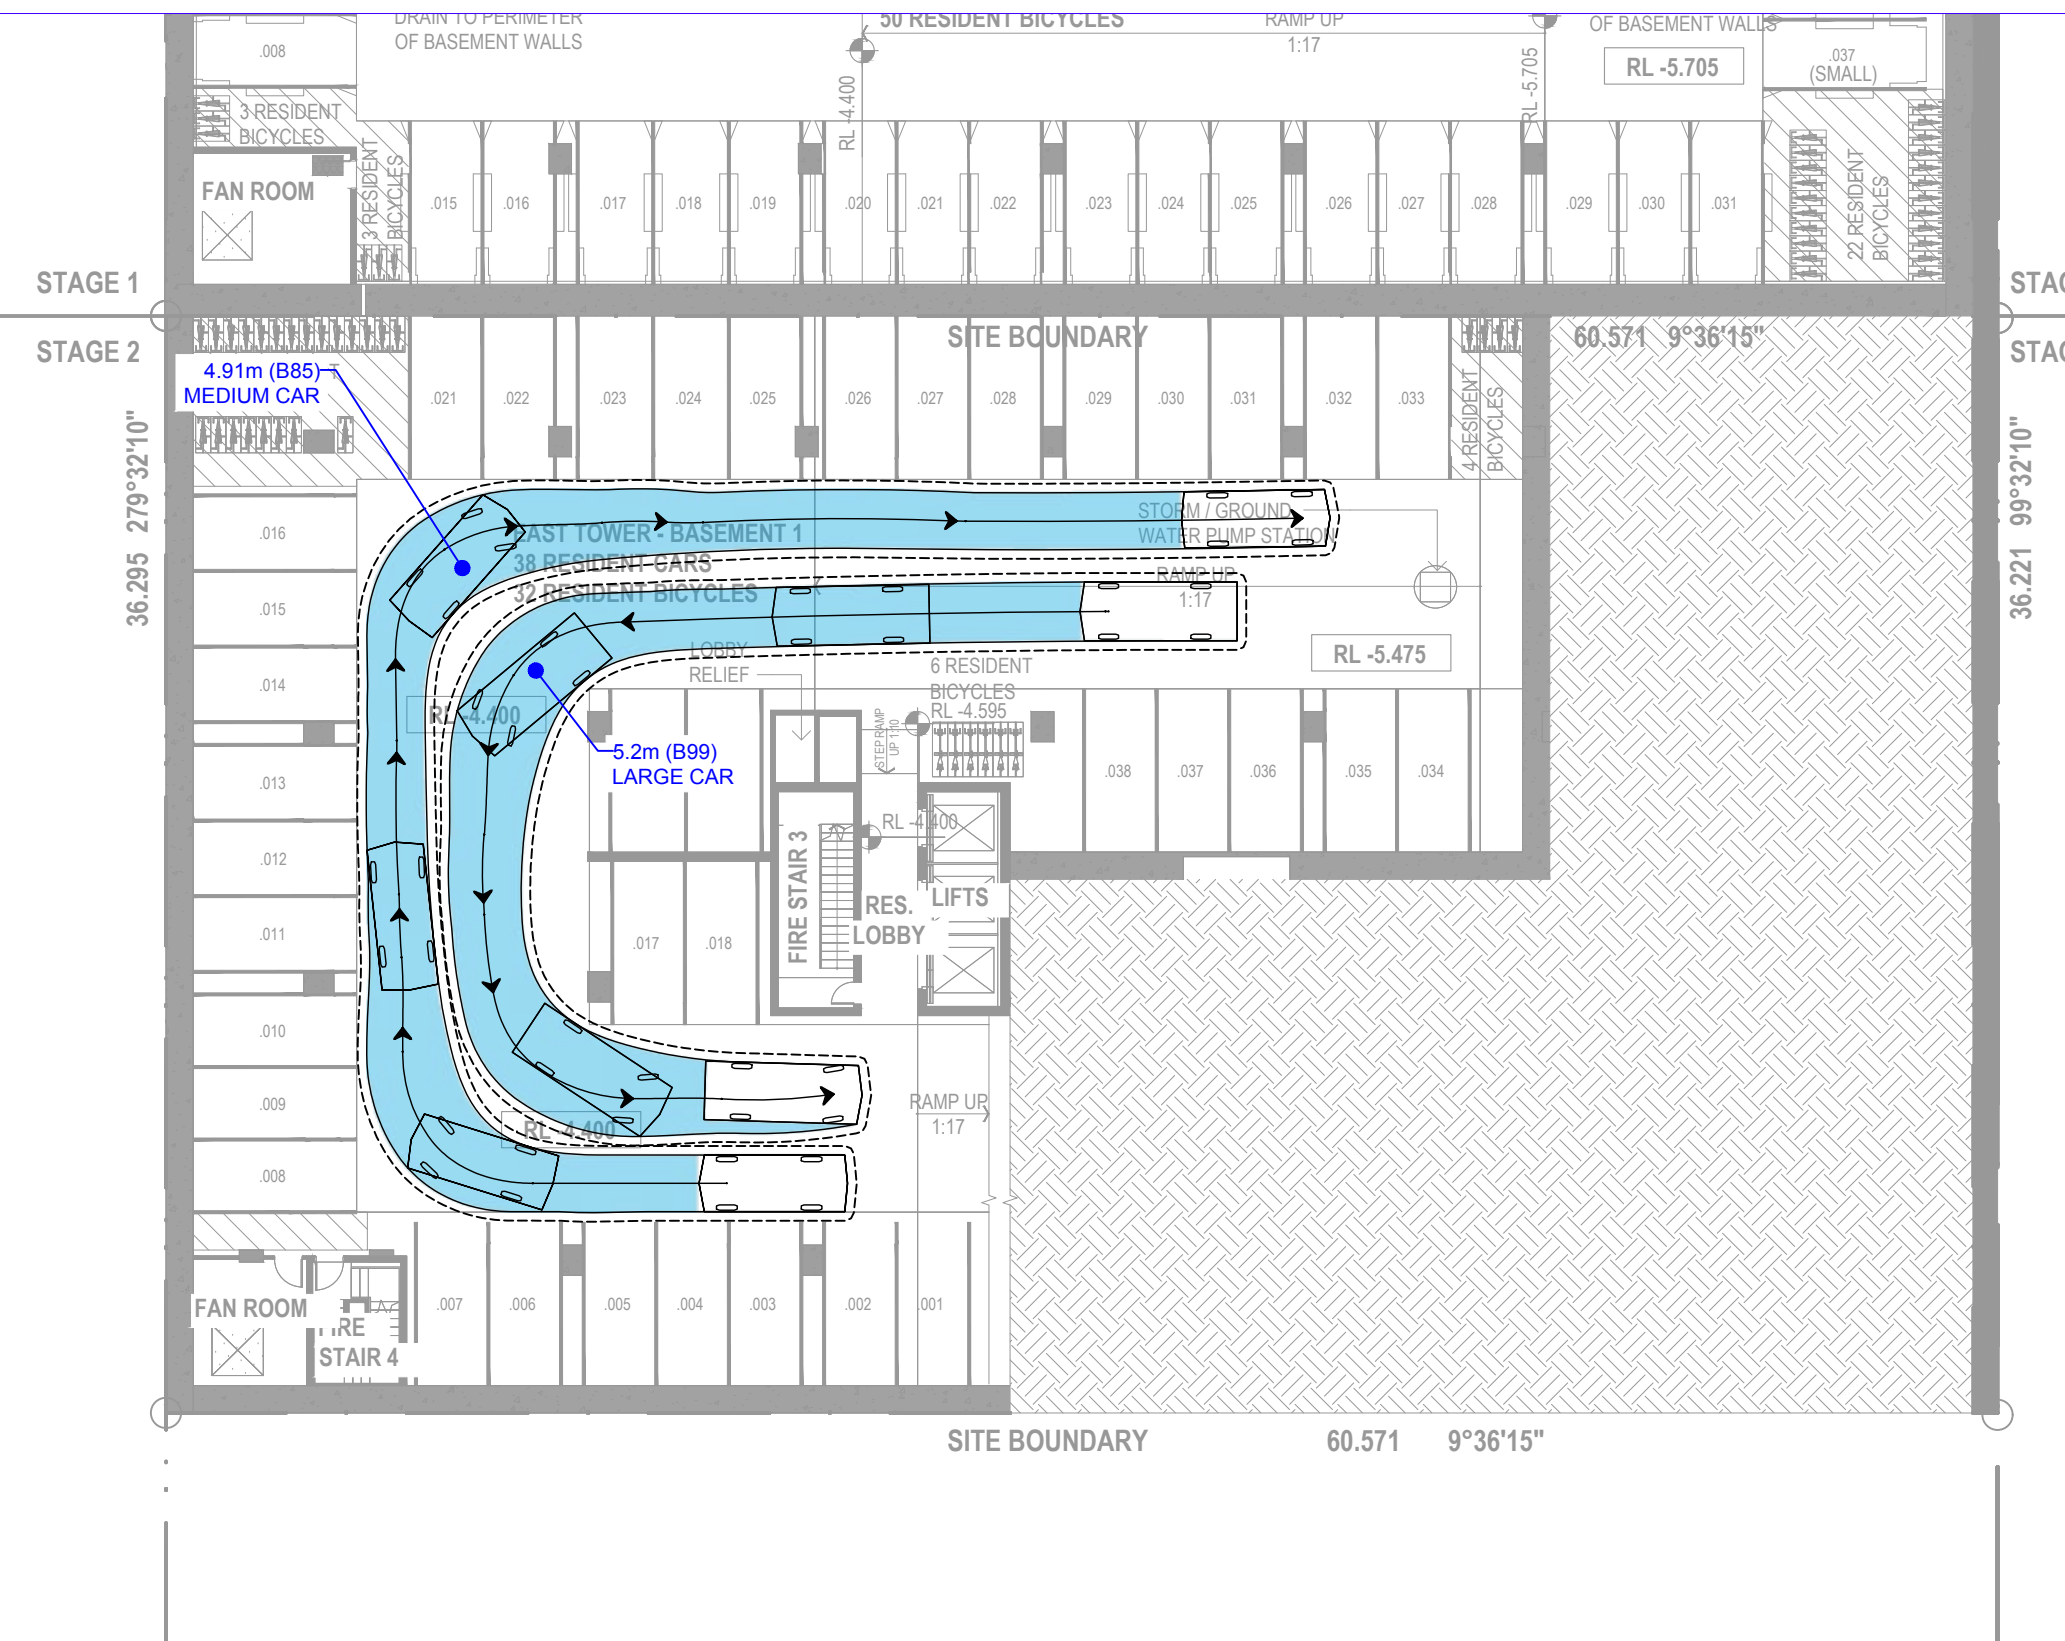 DRAIN TO PERIMETER
OF BASEMENT WALLS
50 RESIDENT BICYCLES
RAMP UP
1:17
OF BASEMENT WALLS
RL -5.705
.008
.037
(SMALL)
RL -4.400
RL -5.705
3 RESIDENT
BICYCLES
3 RESIDENT
BICYCLES
FAN ROOM
.015
.016
.017
.018
.019
.020
.021
.022
.023
.024
.025
.026
.027
.028
.029
.030
.031
22 RESIDENT
BICYCLES
STAGE 1
STAGE 2
SITE BOUNDARY
60.571 9°36'15"
4.91m (B85)
MEDIUM CAR
.021
.022
.023
.024
.025
.026
.027
.028
.029
.030
.031
.032
.033
4 RESIDENT
BICYCLES
36.295 279°32'10"
36.221 99°32'10"
EAST TOWER - BASEMENT 1
38 RESIDENT CARS
32 RESIDENT BICYCLES
STORM / GROUND
WATER PUMP STATION
RAMP UP
1:17
RL -5.475
LOBBY
RELIEF
6 RESIDENT
BICYCLES
RL -4.595
STEP RAMP
UP 1:10
RL -4.400
5.2m (B99)
LARGE CAR
.016
.015
.014
.013
.012
.011
.010
.009
.008
.038
.037
.036
.035
.034
RL -4.400
FIRE STAIR 3
RES.
LOBBY
LIFTS
.017
.018
RAMP UP
1:17
RL -4.400
FAN ROOM
STAIR 4
.007
.006
.005
.004
.003
.002
.001
SITE BOUNDARY
60.571 9°36'15"